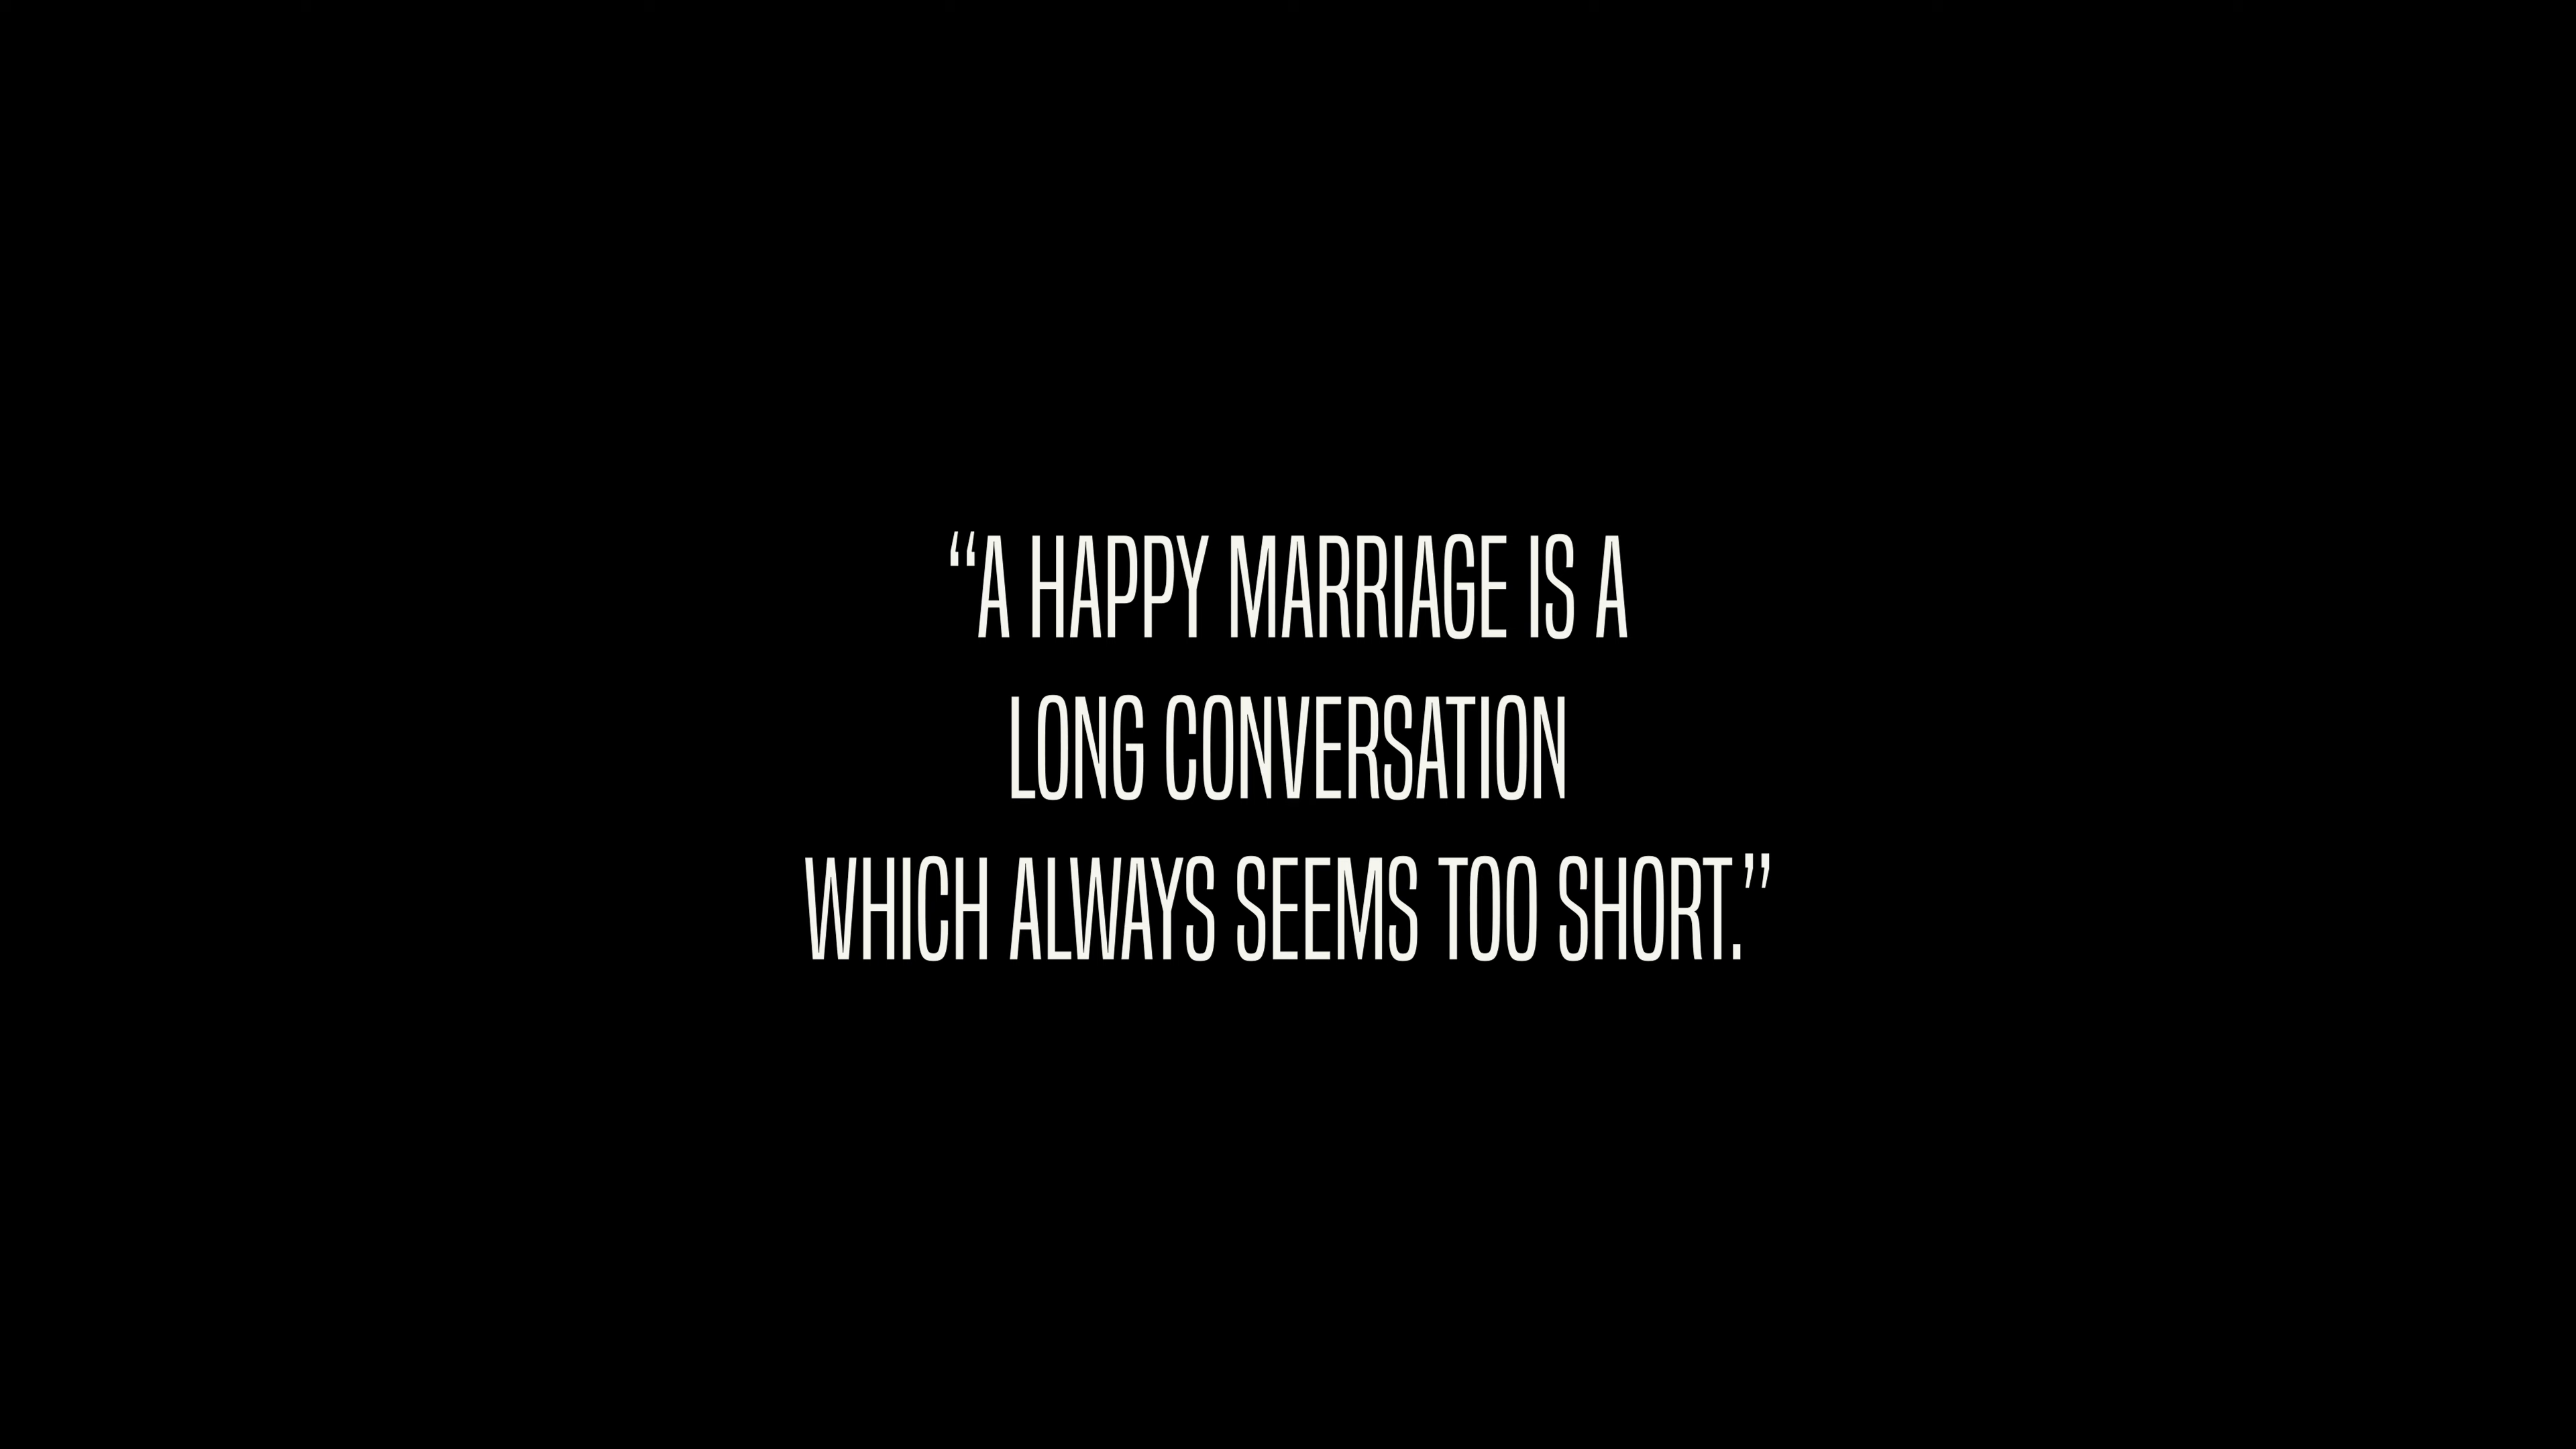 “A HAPPY MARRIAGE IS A
LONG CONVERSATION
WHICH ALWAYS SEEMS TOO SHORT.”